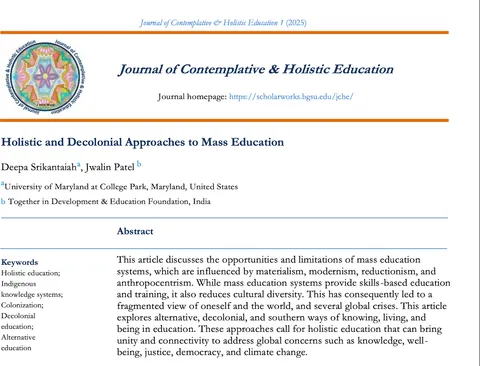 Journal of Contemplative & Holistic Education 1 (2025)
Journal of Contemplative & Holistic Education
Journal homepage: https://scholarworks.bgsu.edu/jche/
Holistic and Decolonial Approaches to Mass Education
Deepa Srikantaiahᵃ, Jwalin Patel ᵇ
ᵃUniversity of Maryland at College Park, Maryland, United States
b Together in Development & Education Foundation, India
Abstract
Keywords
Holistic education;
Indigenous
knowledge systems;
Colonization;
Decolonial
education;
Alternative
education
This article discusses the opportunities and limitations of mass education
systems, which are influenced by materialism, modernism, reductionism, and
anthropocentrism. While mass education systems provide skills-based education
and training, it also reduces cultural diversity. This has consequently led to a
fragmented view of oneself and the world, and several global crises. This article
explores alternative, decolonial, and southern ways of knowing, living, and
being in education. These approaches call for holistic education that can bring
unity and connectivity to address global concerns such as knowledge, well-
being, justice, democracy, and climate change.